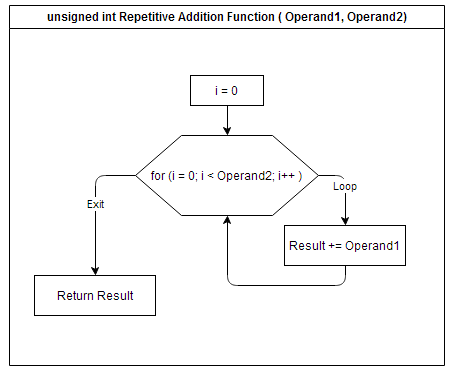 unsigned int Repetitive Addition Function ( Operand1, Operand2)
i = 0
for (i = 0; i < Operand2; i++ )
Loop
Exit
Result += Operand1
Return Result